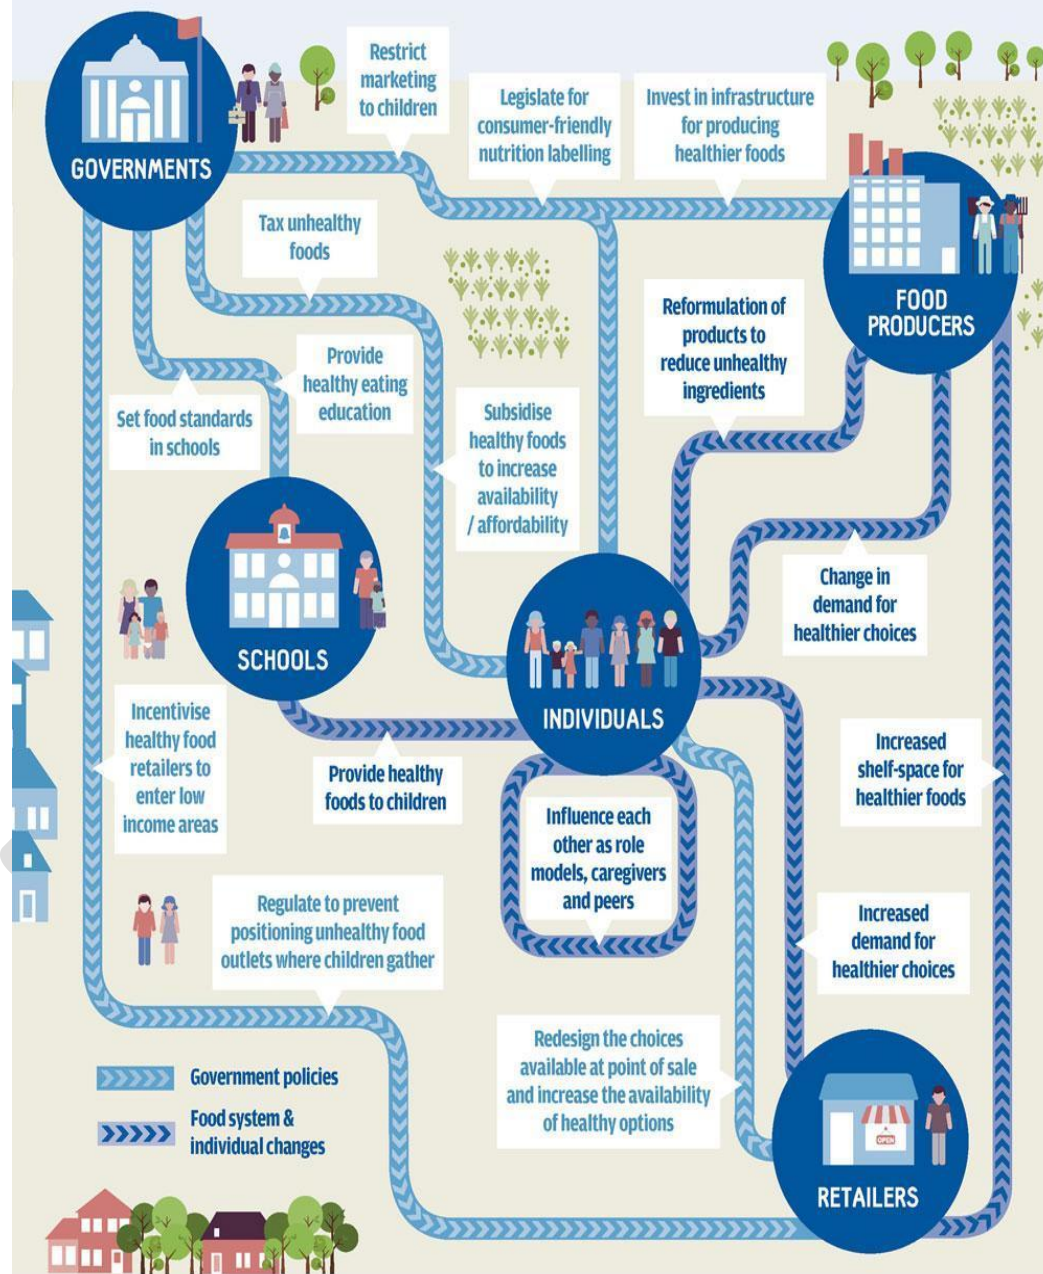 Restrict
marketing
to children
Legislate for
consumer-friendly
nutrition labelling
Invest in infrastructure
for producing
healthier foods
GOVERNMENTS
Tax unhealthy
foods
FOOD
PRODUCERS
Reformulation of
products to
reduce unhealthy
ingredients
Provide
healthy eating
education
Set food standards
in schools
Subsidise
healthy foods
to increase
availability
/ affordability
Change in
demand for
healthier choices
SCHOOLS
INDIVIDUALS
Incentivise
healthy food
retailers to
enter low
income areas
Provide healthy
foods to children
Increased
shelf-space for
healthier foods
Influence each
other as role
models, caregivers
and peers
Regulate to prevent
positioning unhealthy food
outlets where children gather
Increased
demand for
healthier choices
Redesign the choices
available at point of sale
and increase the availability
of healthy options
Government policies
Food system &
individual changes
OPEN
RETAILERS